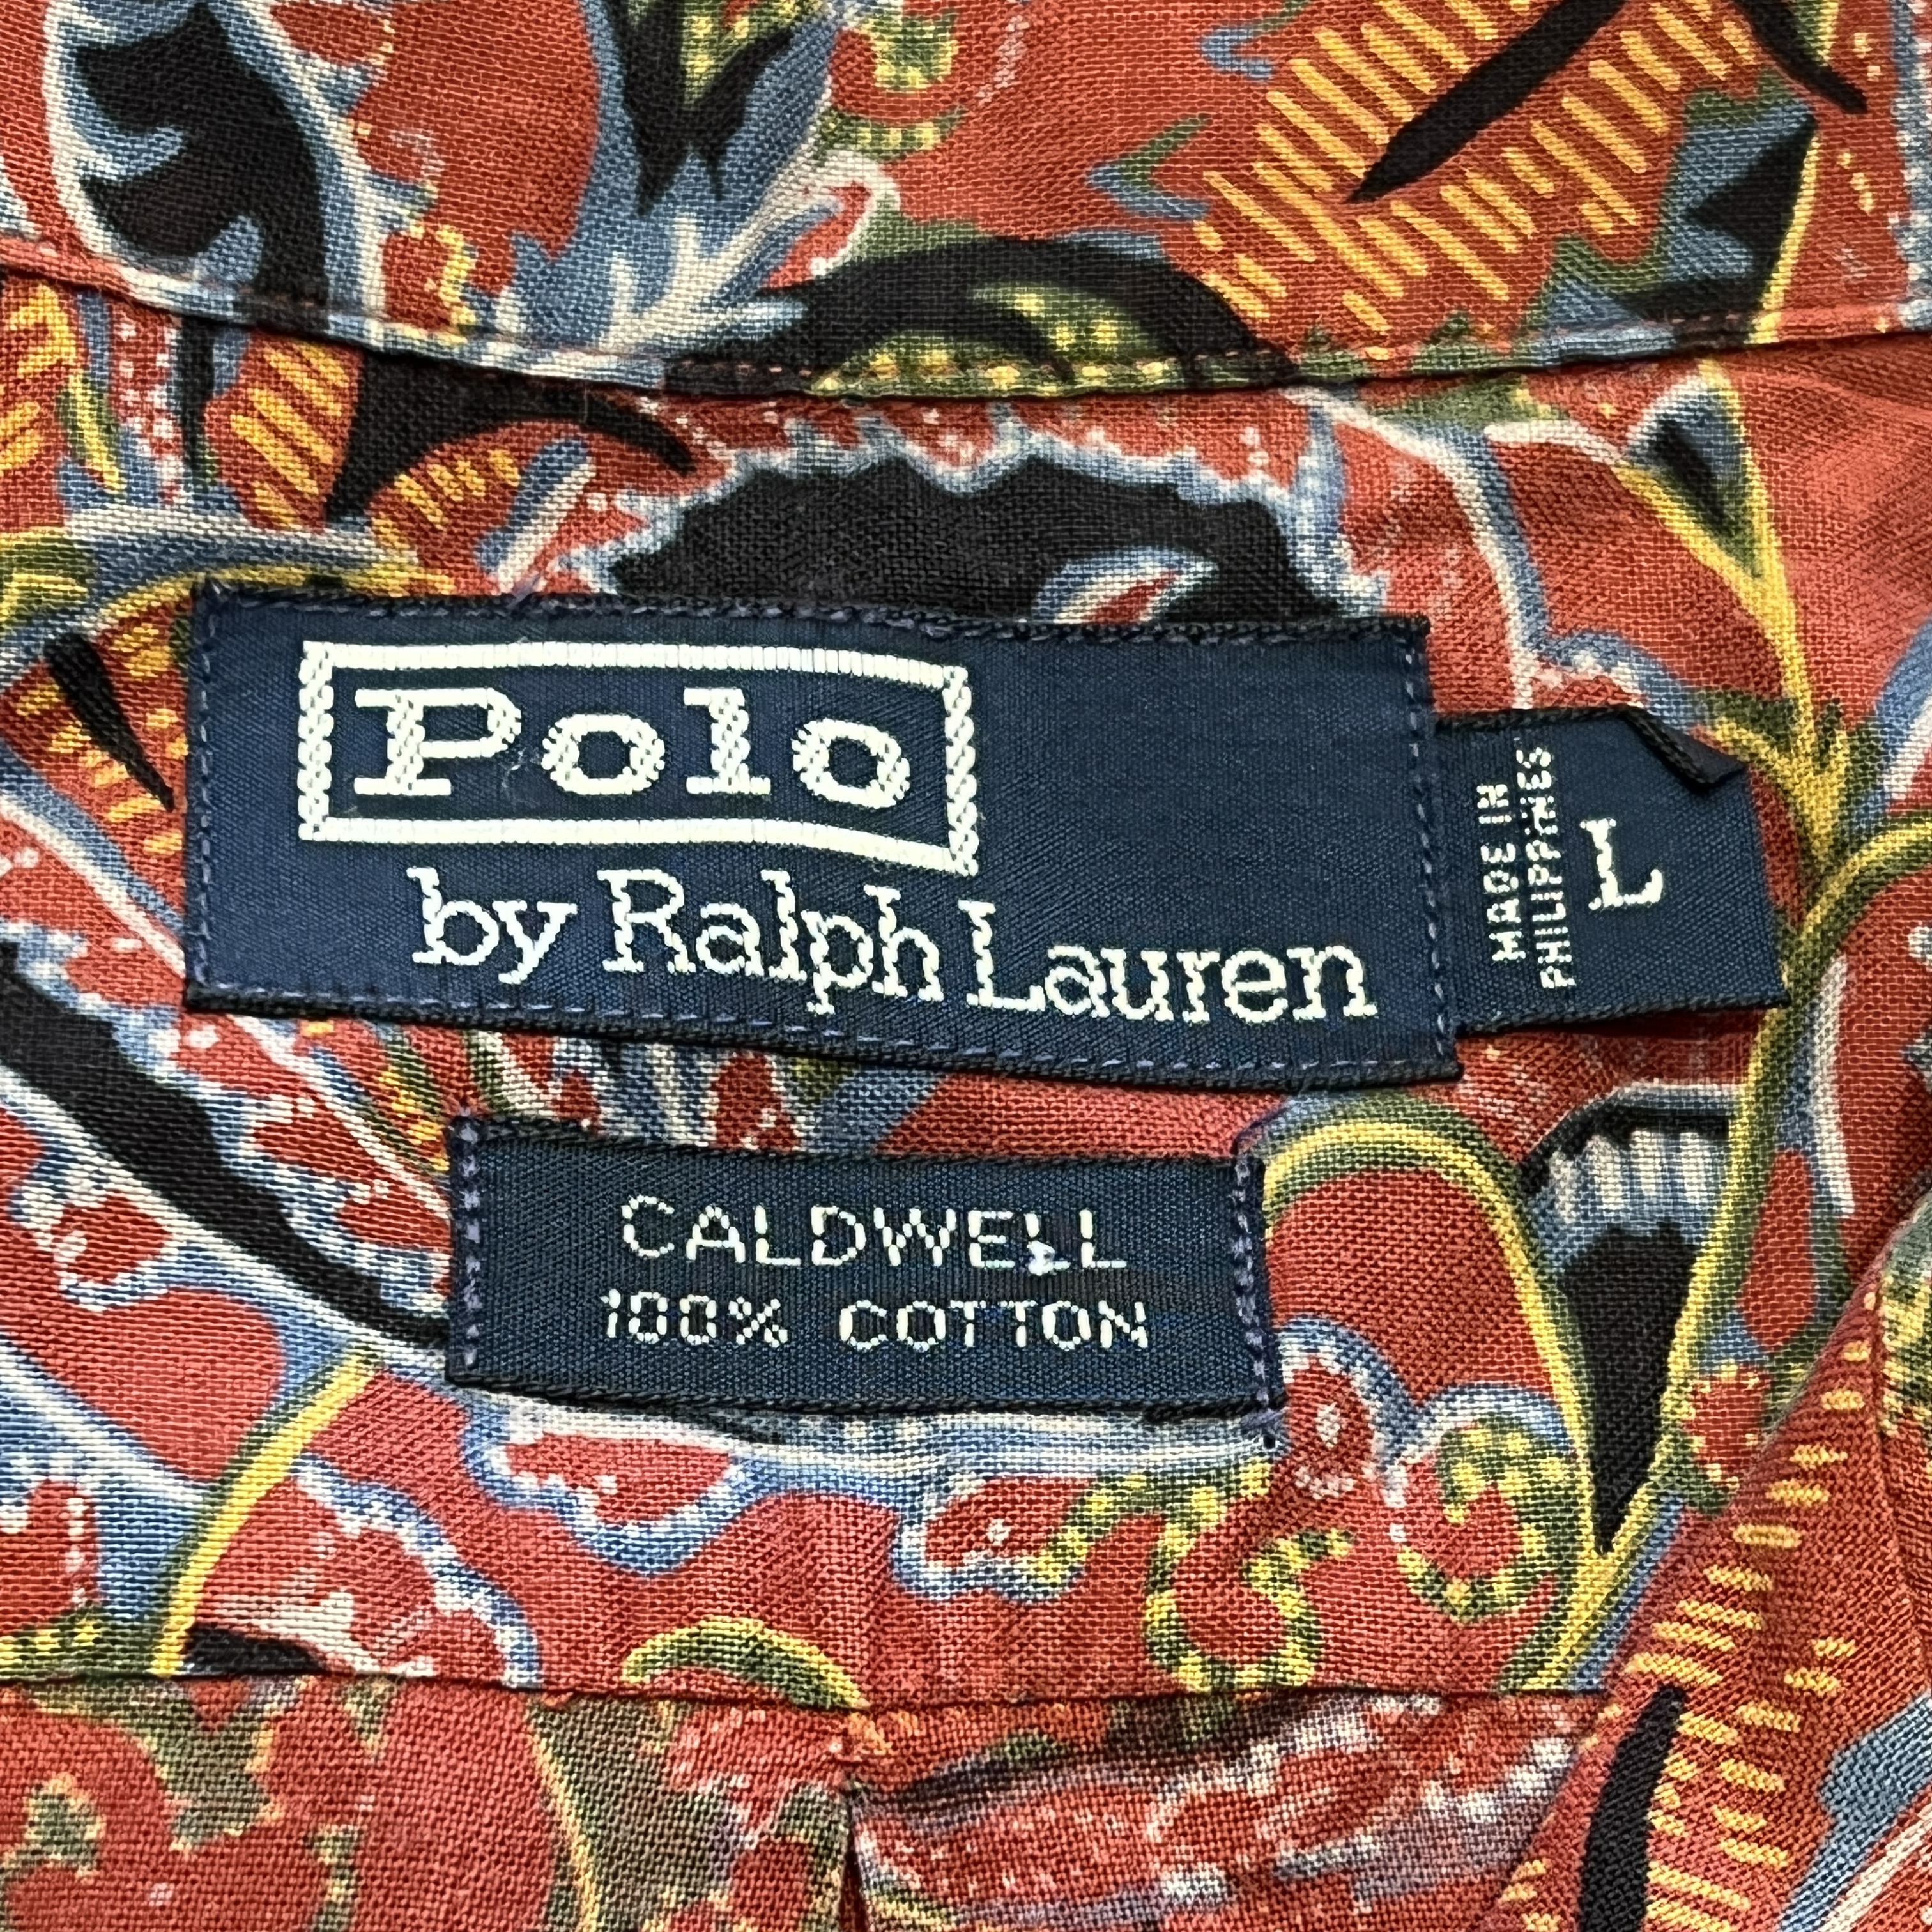 Polo
by Ralph Lauren
MADE IN
PHILIPPINES
L
CALDWELL
100% COTTON